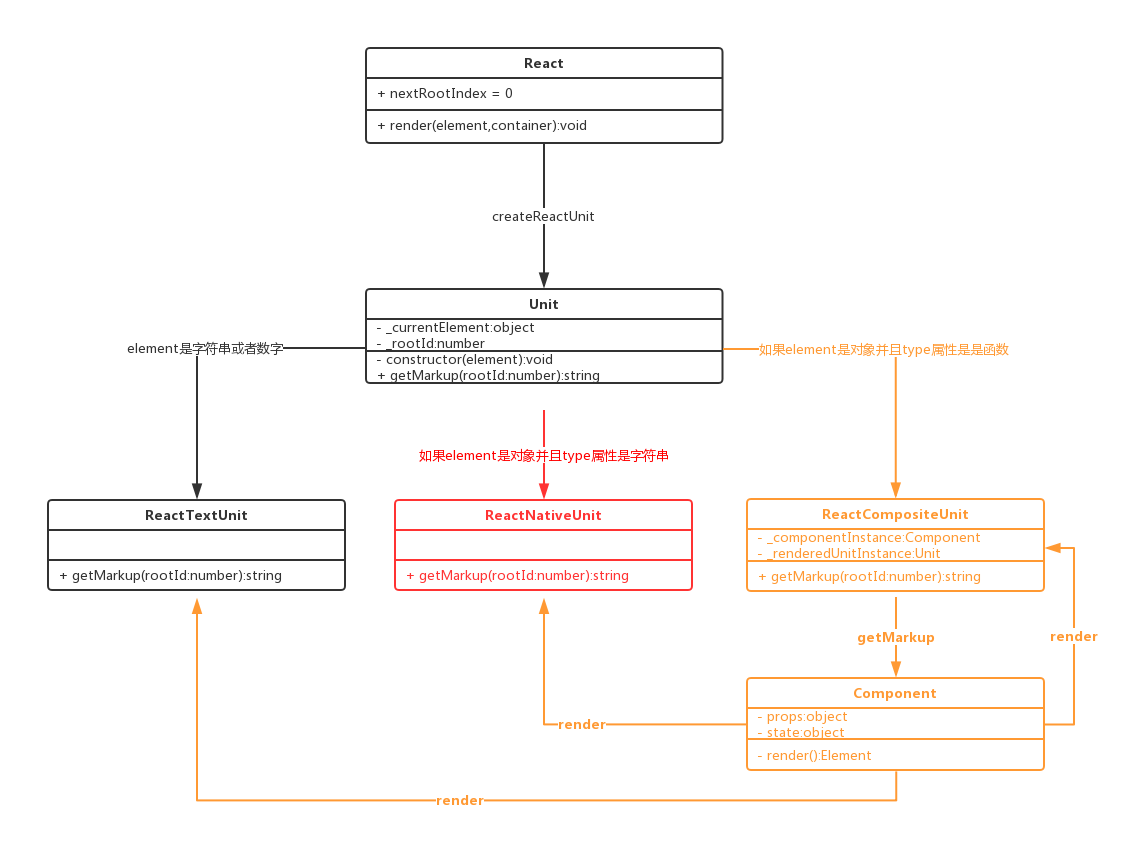 React
+ nextRootIndex = 0
+ render(element,container):void
createReactUnit
Unit
- _currentElement:object
- _rootId:number
- constructor(element):void
+ getMarkup(rootId:number):string
element是字符串或者数字
如果element是对象并且type属性是是函数
如果element是对象并且type属性是字符串
ReactTextUnit
+ getMarkup(rootId:number):string
ReactNativeUnit
+ getMarkup(rootId:number):string
ReactCompositeUnit
- _componentInstance:Component
- _renderedUnitInstance:Unit
+ getMarkup(rootId:number):string
getMarkup
render
Component
- props:object
- state:object
- render():Element
render
render